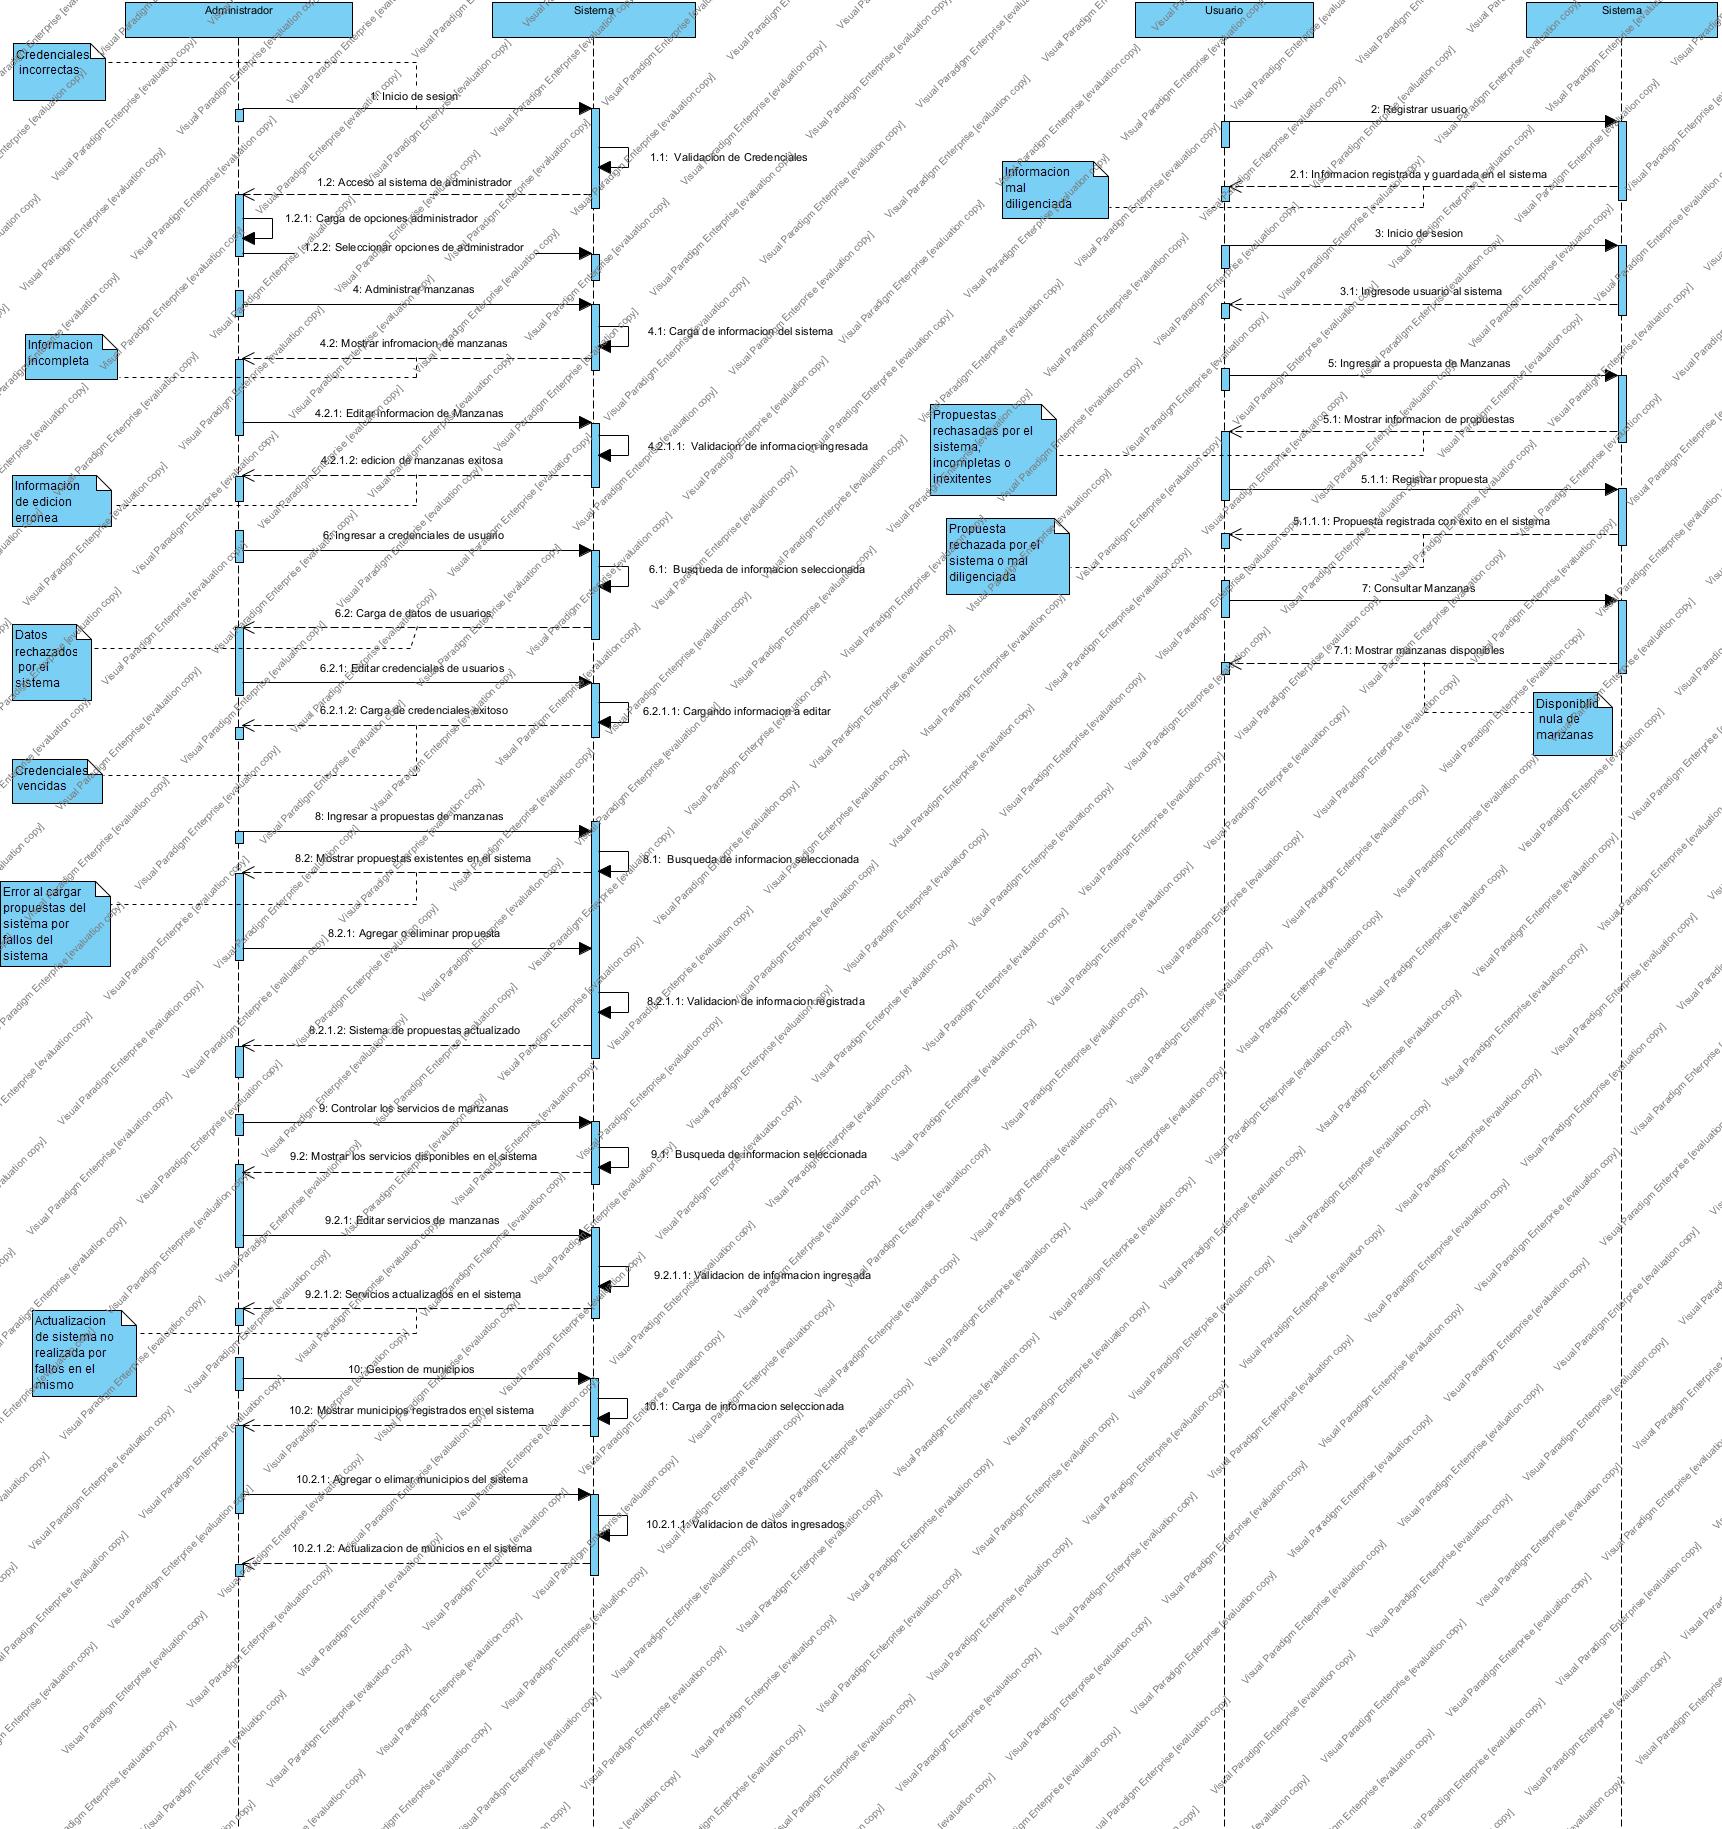 Administrador
Sistema
Usuario
Sistema
Credenciales
incorrectas
1: Inicio de sesion
1.1: Validacion de Credenciales
1.2: Acceso al sistema de administrador
1.2.1: Carga de opciones administrador
1.2.2: Seleccionar opciones de administrador
4: Administrar manzanas
4.1: Carga de informacion del sistema
4.2: Mostrar infromacion de manzanas
Informacion
incompleta
4.2.1: Editar informacion de Manzanas
4.2.1.1: Validacion de informacion ingresada
4.2.1.2: edicion de manzanas exitosa
Información
de edicion
erronea
6: Ingresar a credenciales de usuario
6.1: Busqueda de informacion seleccionada
6.2: Carga de datos de usuarios
Datos
rechazados
por el
sistema
6.2.1: Editar credenciales de usuarios
6.2.1.1: Cargando informacion a editar
6.2.1.2: Carga de credenciales exitoso
Credenciales
vencidas
8: Ingresar a propuestas de manzanas
8.1: Busqueda de informacion seleccionada
8.2: Mostrar propuestas existentes en el sistema
Error al cargar
propuestas del
sistema por
fallos del
sistema
8.2.1: Agregar o eliminar propuesta
8.2.1.1: Validacion de informacion registrada
8.2.1.2: Sistema de propuestas actualizado
9: Controlar los servicios de manzanas
9.1: Busqueda de informacion seleccionada
9.2: Mostrar los servicios disponibles en el sistema
9.2.1: Editar servicios de manzanas
9.2.1.1: Validacion de informacion ingresada
9.2.1.2: Servicios actualizados en el sistema
Actualizacion
de sistema no
realizada por
fallos en el
mismo
10: Gestion de municipios
10.1: Carga de informacion seleccionada
10.2: Mostrar municipios registrados en el sistema
10.2.1: Agregar o elimar municipios del sistema
10.2.1.1: Validacion de datos ingresados
10.2.1.2: Actualizacion de municios en el sistema
2: Registrar usuario
Informacion
mal
diligenciada
2.1: Informacion registrada y guardada en el sistema
3: Inicio de sesion
3.1: Ingresode usuario al sistema
5: Ingresar a propuesta de Manzanas
Propuestas
rechasadas por el
sistema,
incompletas o
inexitentes
5.1: Mostrar informacion de propuestas
5.1.1: Registrar propuesta
Propuesta
rechazada por el
sistema o mal
diligenciada
5.1.1.1: Propuesta registrada con exito en el sistema
7: Consultar Manzanas
7.1: Mostrar manzanas disponibles
nula de
manzanas
Visual Paradigm Enterprise [evaluation copy]